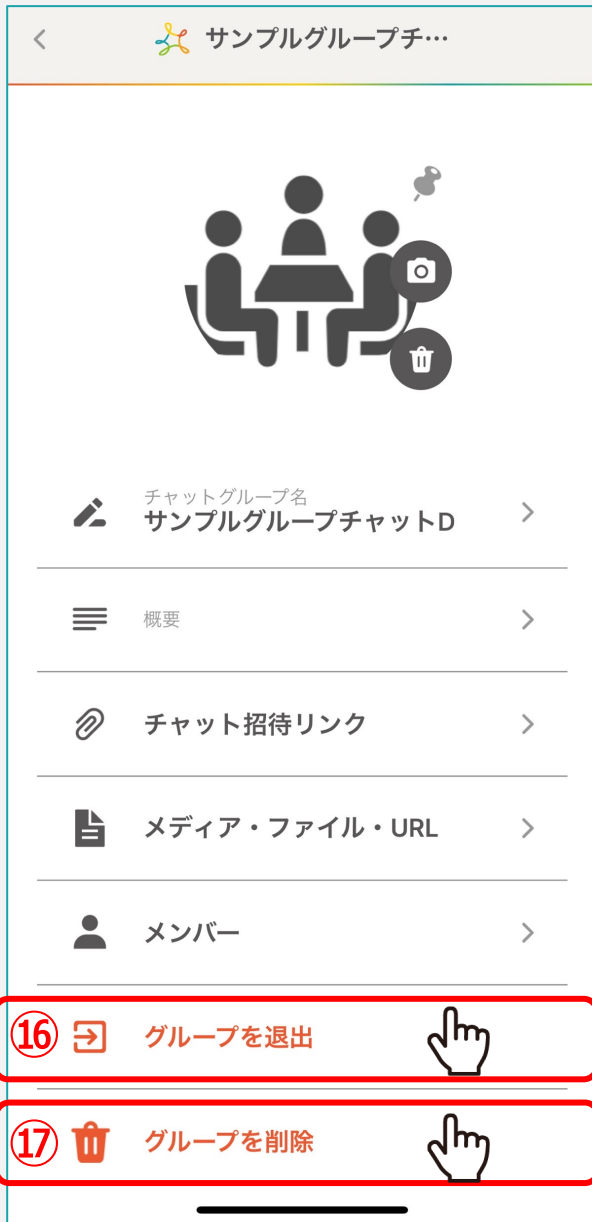 サンプルグループチ…
チャットグループ名
サンプルグループチャットD
概要
チャット招待リンク
メディア・ファイル・URL
メンバー
⑯ グループを退出
⑰ グループを削除